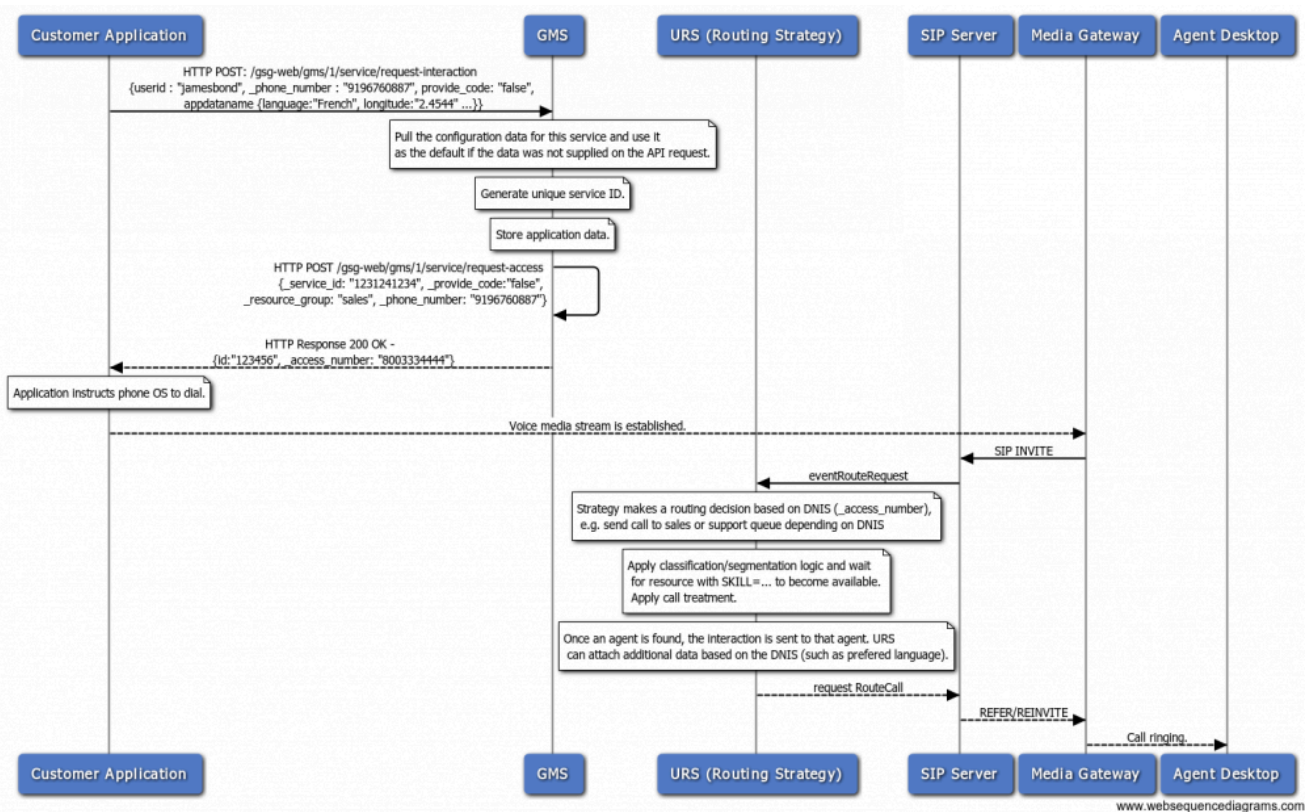 Customer Application
GMS
URS (Routing Strategy)
SIP Server
Media Gateway
Agent Desktop
HTTP POST: /gsg-web/gms/1/service/request-interaction
{userid : "jamesbond", _phone_number : "9196760887", provide_code: "false",
appdataname {language:"French", longitude:"2.4544" ...}}
Pull the configuration data for this service and use it
as the default if the data was not supplied on the API request.
Generate unique service ID.
Store application data.
HTTP POST /gsg-web/gms/1/service/request-access
{_service_id: "1231241234", _provide_code:"false",
_resource_group: "sales", _phone_number: "9196760887"}
HTTP Response 200 OK -
{id:"123456", _access_number: "8003334444"}
Application instructs phone OS to dial.
Voice media stream is established.
SIP INVITE
eventRouteRequest
Strategy makes a routing decision based on DNIS (_access_number),
e.g. send call to sales or support queue depending on DNIS
Apply classification/segmentation logic and wait
for resource with SKILL=... to become available.
Apply call treatment.
Once an agent is found, the interaction is sent to that agent. URS
can attach additional data based on the DNIS (such as prefered language).
request RouteCall
REFER/REINVITE
Call ringing.
Customer Application
GMS
URS (Routing Strategy)
SIP Server
Media Gateway
Agent Desktop
www.websequencediagrams.com